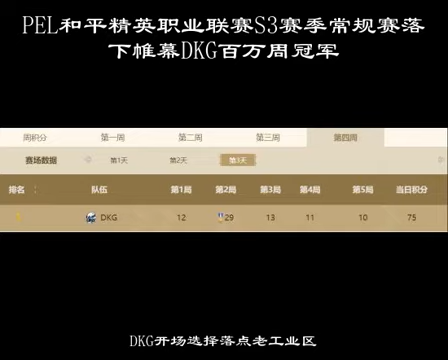 PEL和平精英职业联赛S3赛季常规赛落
下帷幕DKG百万周冠军
周积分 第一周 第二周 第三周 第四周
赛场数据 第1天 第2天 第3天
排名 队伍 第1局 第2局 第3局 第4局 第5局 当日积分
DKG 12 29 13 11 10 75
DKG开场选择落点老工业区